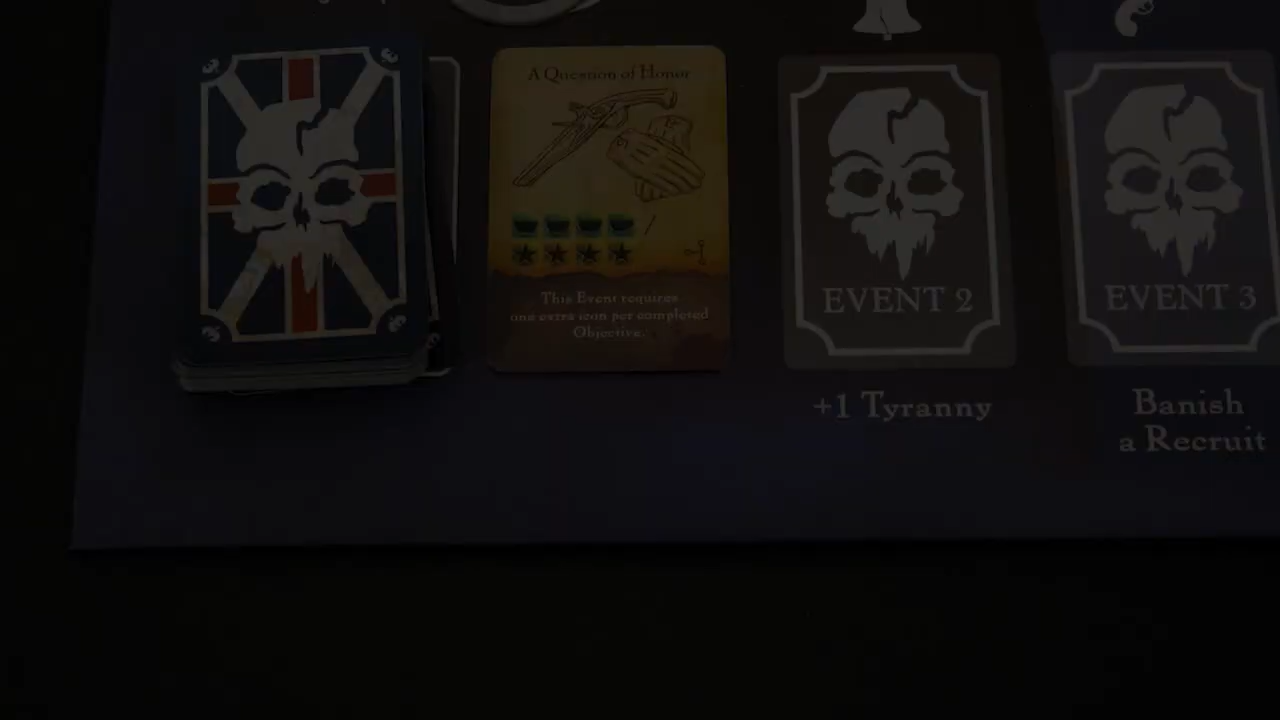 A Question of Honor
/
This Event requires
one extra icon per completed
Objective.
EVENT 2
EVENT 3
+1 Tyranny
Banish
a Recruit